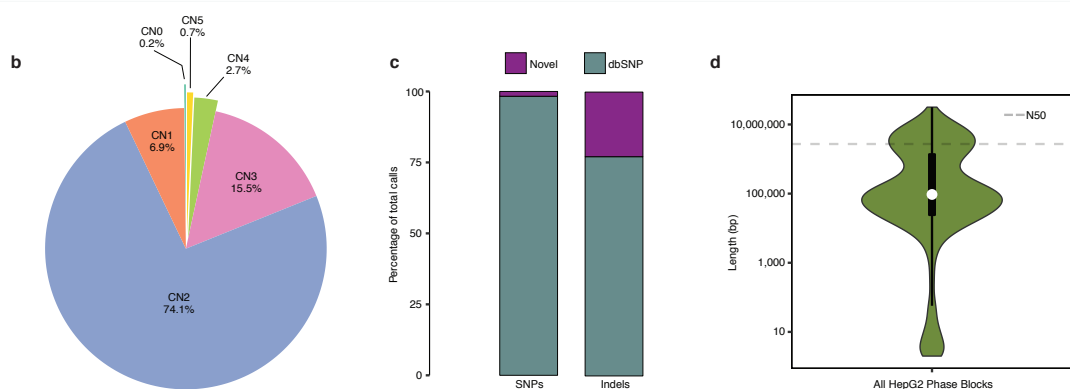 b
CN0
0.2%
CN5
0.7%
CN4
2.7%
CN1
6.9%
CN3
15.5%
CN2
74.1%
c
Novel
dbSNP
Percentage of total calls
100
75
50
25
0
SNPs
Indels
d
N50
Length (bp)
10,000,000
100,000
1,000
10
All HepG2 Phase Blocks